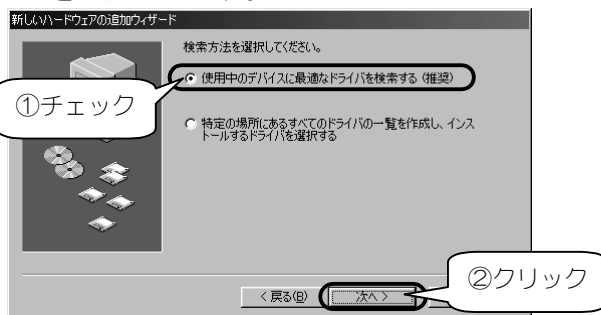 新しいハードウェアの追加ウィザード
検索方法を選択してください。
使用中のデバイスに最適なドライバを検索する (推奨)
①チェック
特定の場所にあるすべてのドライバの一覧を作成し、インス
トールするドライバを選択する
②クリック
< 戻る(B)
次へ >